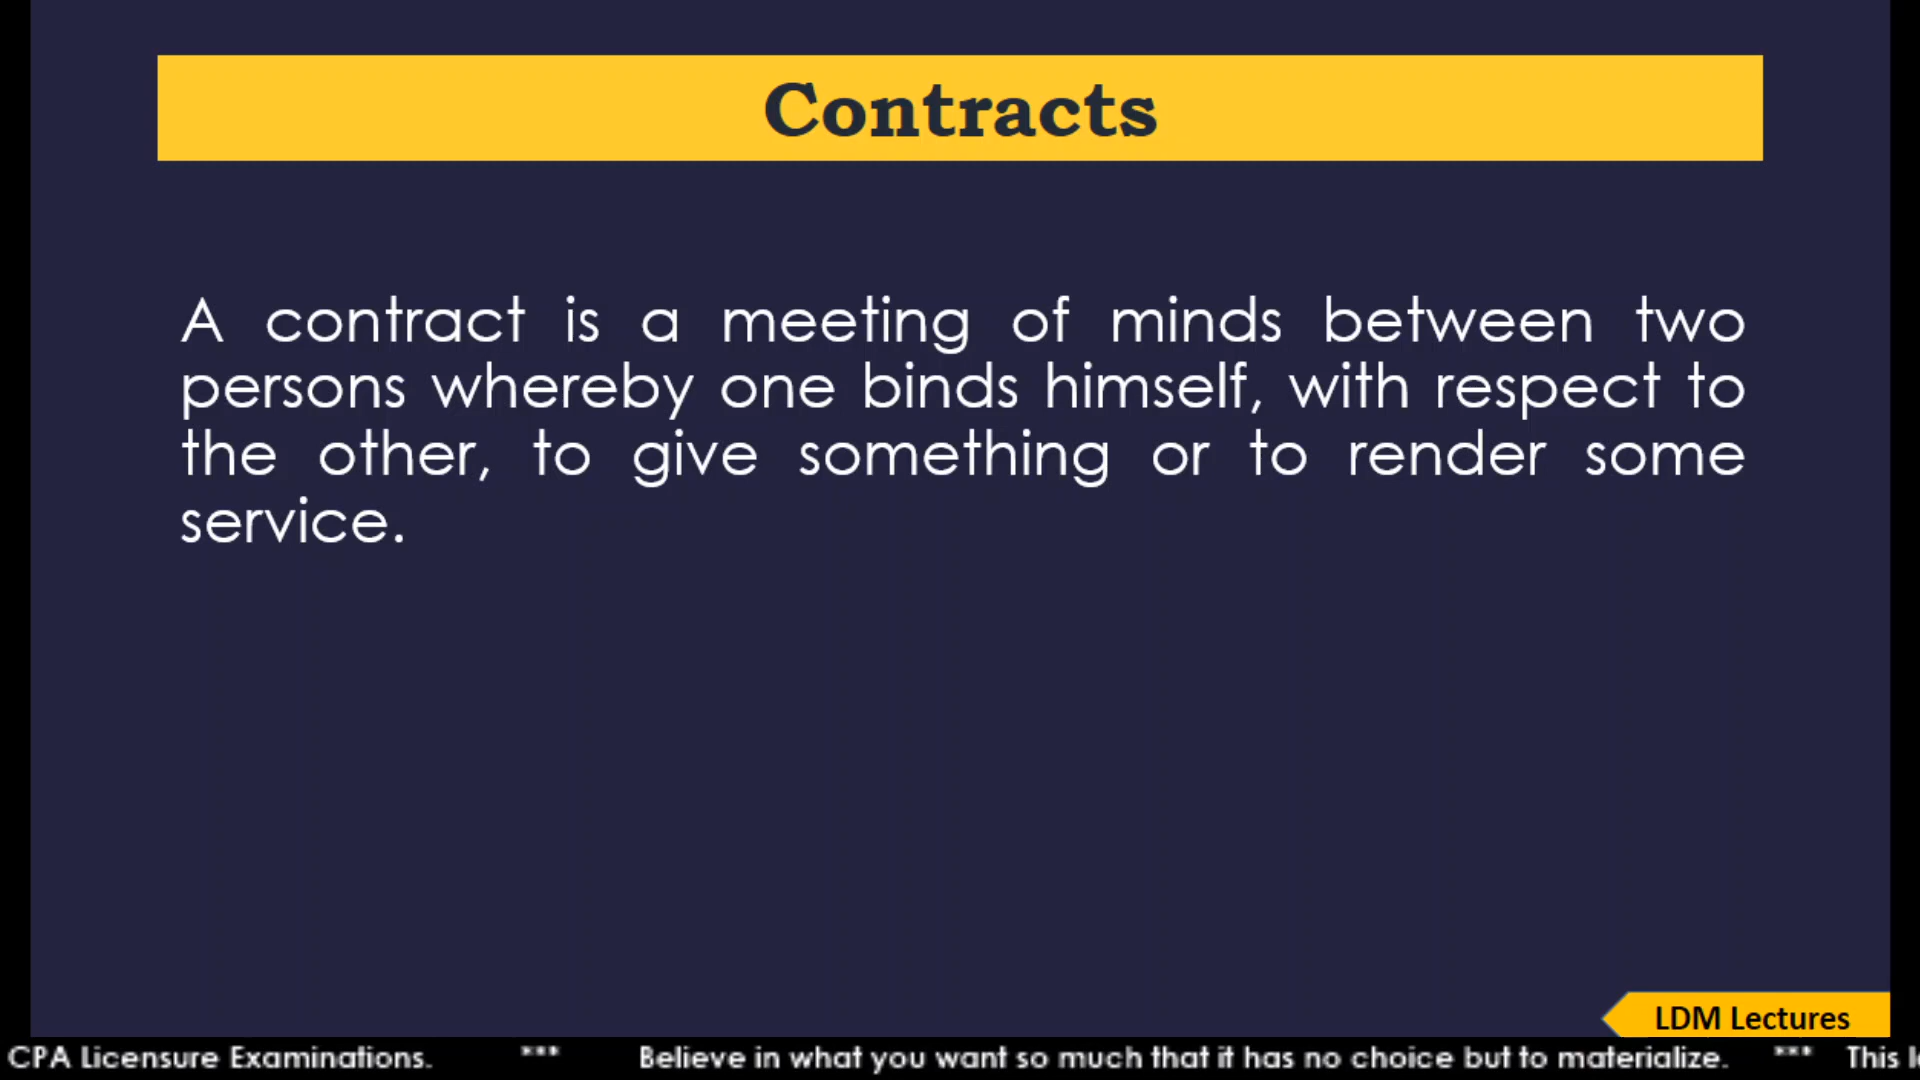 Contracts
A contract is a meeting of minds between two
persons whereby one binds himself, with respect to
the other, to give something or to render some
service.
LDM Lectures
CPA Licensure Examinations. *** Believe in what you want so much that it has no choice but to materialize. *** This